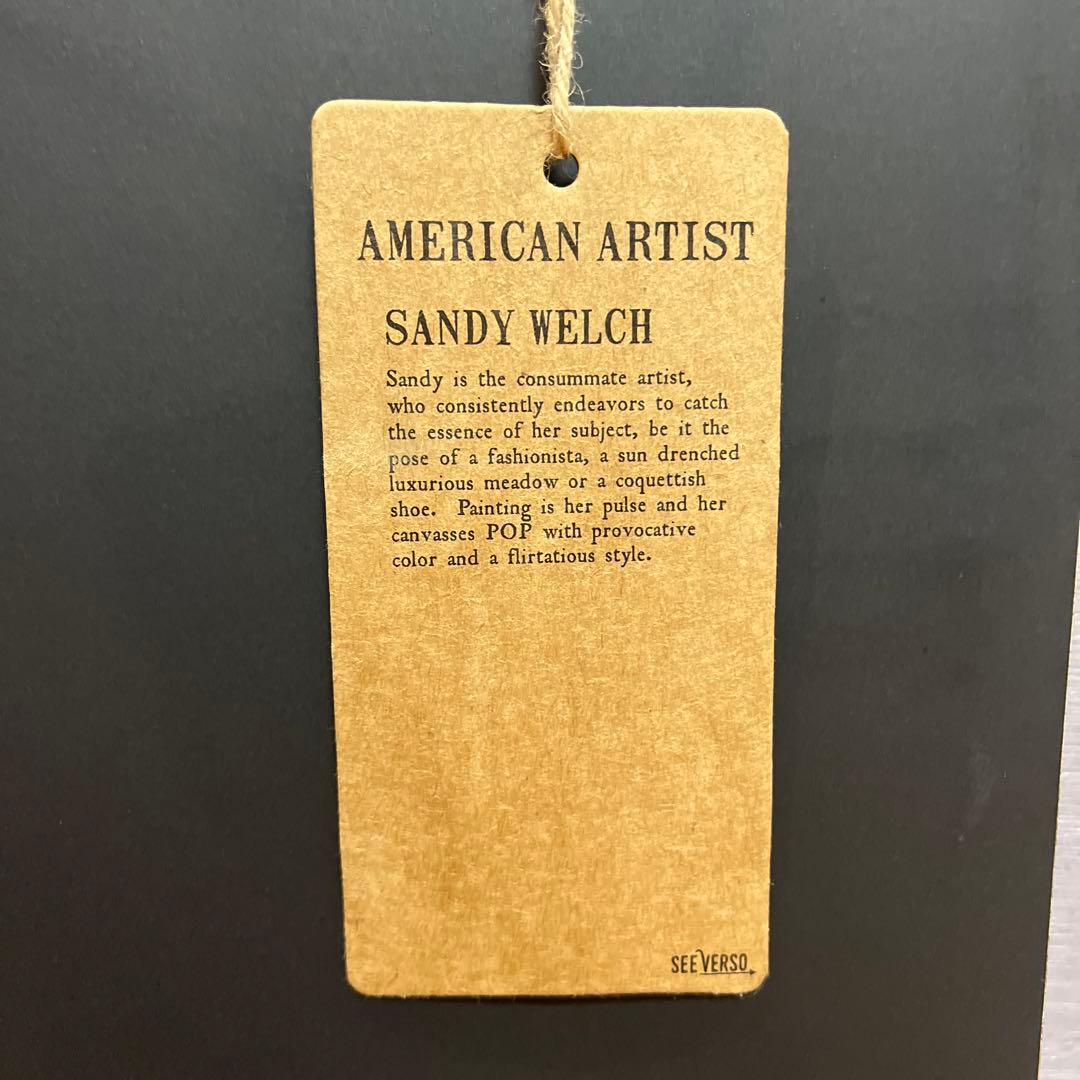 AMERICAN ARTIST
SANDY WELCH
Sandy is the consummate artist,
who consistently endeavors to catch
the essence of her subject, be it the
pose of a fashionista, a sun drenched
luxurious meadow or a coquettish
shoe. Painting is her pulse and her
canvasses POP with provocative
color and a flirtatious style.
SEE VERSO